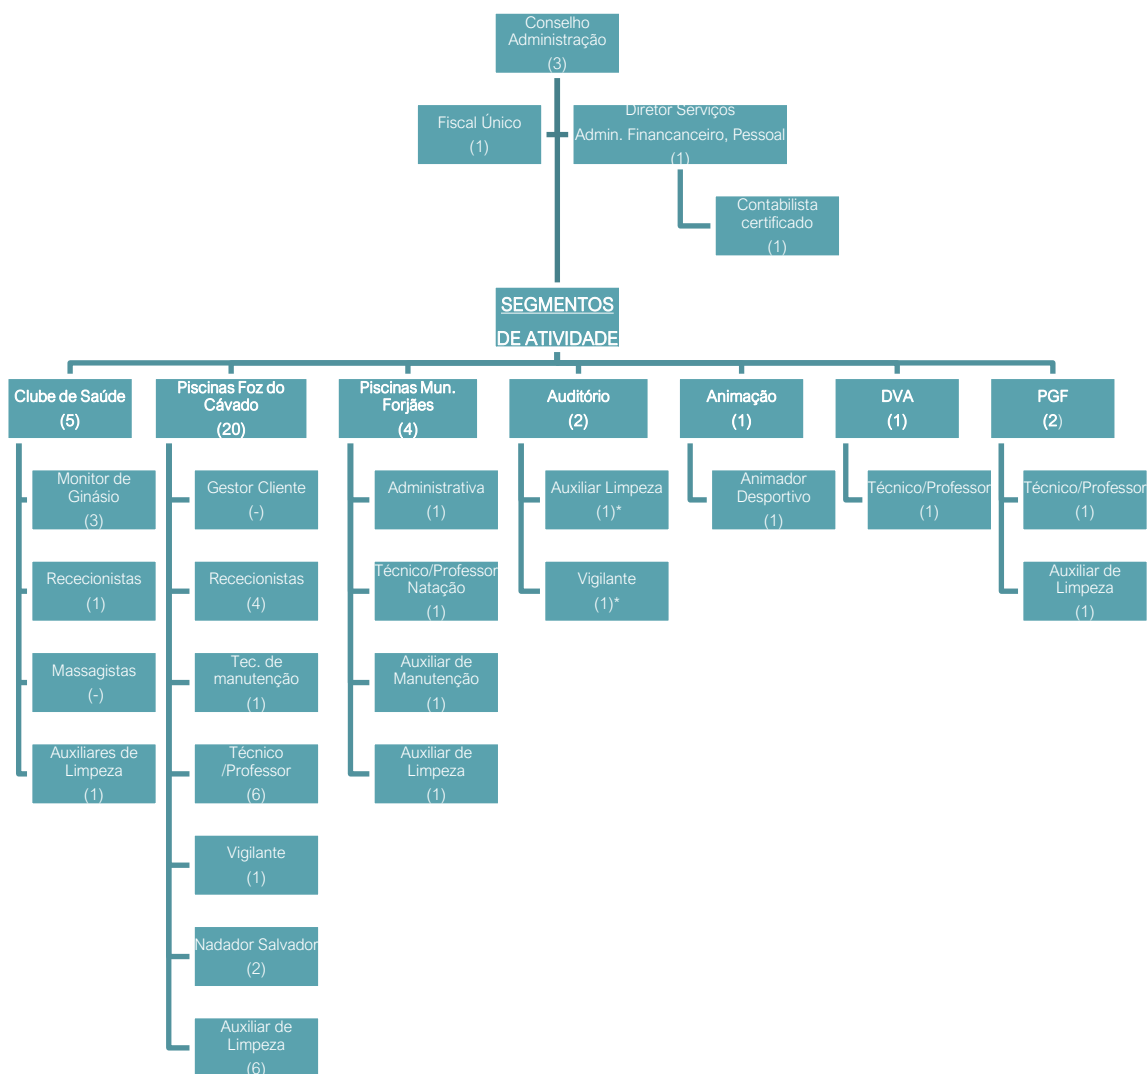 Conselho
Administração
(3)
Fiscal Único
(1)
Diretor Serviços
Admin. Financanceiro, Pessoal
(1)
Contabilista
certificado
(1)
SEGMENTOS
DE ATIVIDADE
Clube de Saúde
(5)
Monitor de
Ginásio
(3)
Rececionistas
(1)
Massagistas
(-)
Auxiliares de
Limpeza
(1)
Piscinas Foz do
Cávado
(20)
Gestor Cliente
(-)
Rececionistas
(4)
Tec. de
manutenção
(1)
Técnico
/Professor
(6)
Vigilante
(1)
Nadador Salvador
(2)
Auxiliar de
Limpeza
(6)
Piscinas Mun.
Forjães
(4)
Administrativa
(1)
Técnico/Professor
Natação
(1)
Auxiliar de
Manutenção
(1)
Auxiliar de
Limpeza
(1)
Auditório
(2)
Auxiliar Limpeza
(1)*
Vigilante
(1)*
Animação
(1)
Animador
Desportivo
(1)
DVA
(1)
Técnico/Professor
(1)
PGF
(2)
Técnico/Professor
(1)
Auxiliar de
Limpeza
(1)